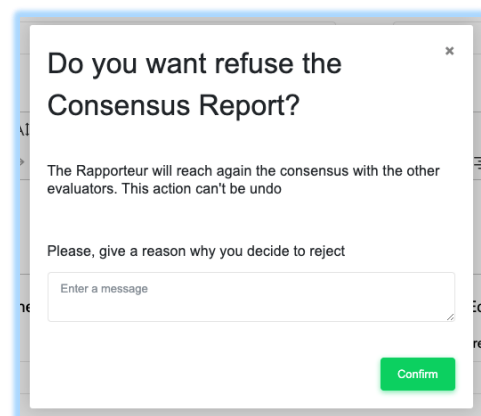 Do you want refuse the
×
Consensus Report?
The Rapporteur will reach again the consensus with the other
evaluators. This action can't be undo
Please, give a reason why you decide to reject
Enter a message
Confirm